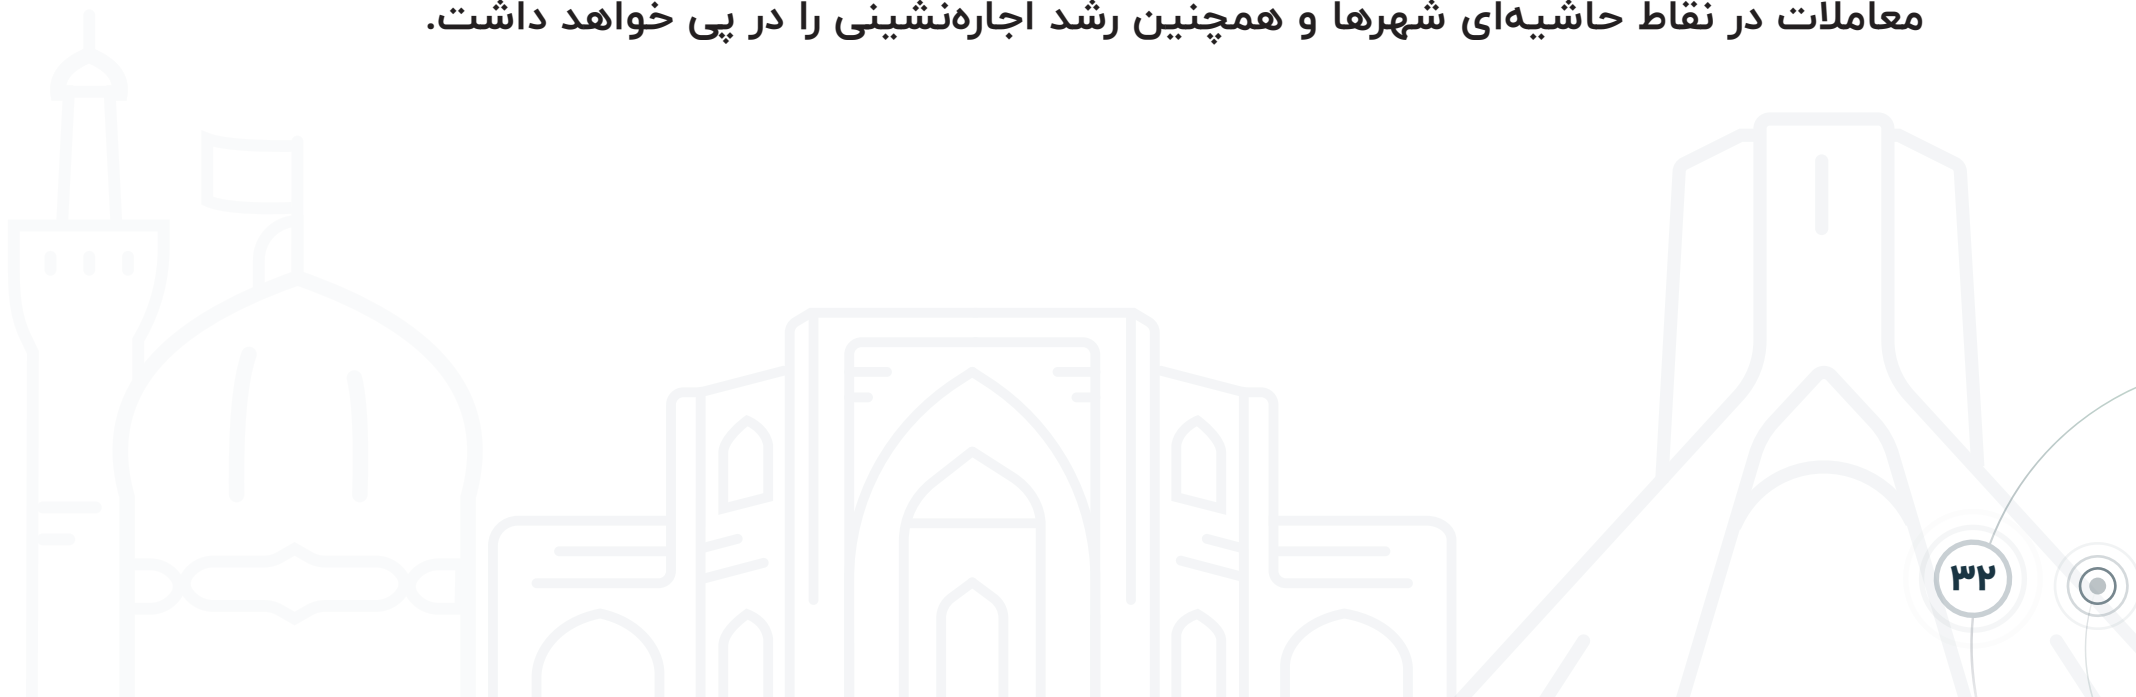 معاملات در نقاط حاشیه‌ای شهرها و همچنین رشد اجاره‌نشینی را در پی خواهد داشت.
۳۲